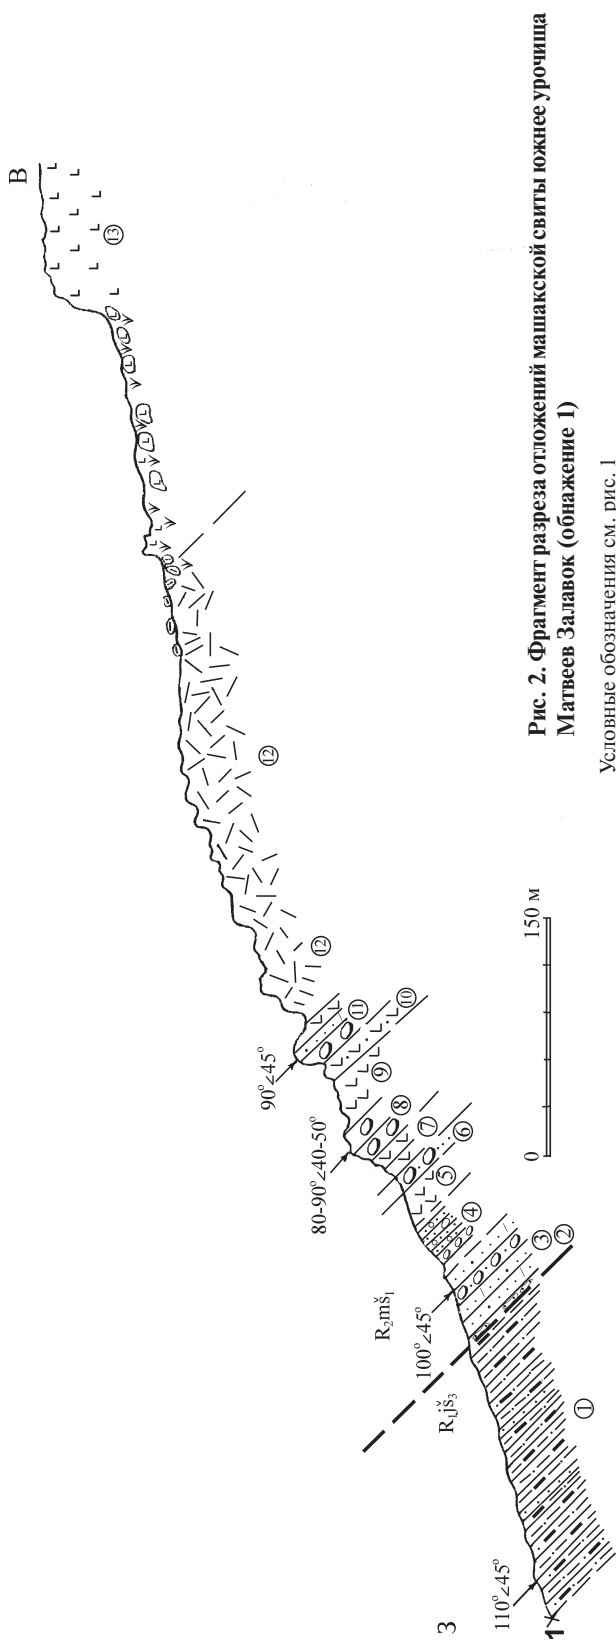 З
В
1
110°∠45°
R₁jš₃
R₂mš₁
100°∠45°
80-90°∠40-50°
90°∠45°
①
②
③
④
⑤
⑥
⑦
⑧
⑨
⑩
⑪
⑫
⑫
⑬
0
150 м
Рис. 2. Фрагмент разреза отложений машакской свиты южнее урочища
Матвеев Залавок (обнажение 1)
Условные обозначения см. рис. 1